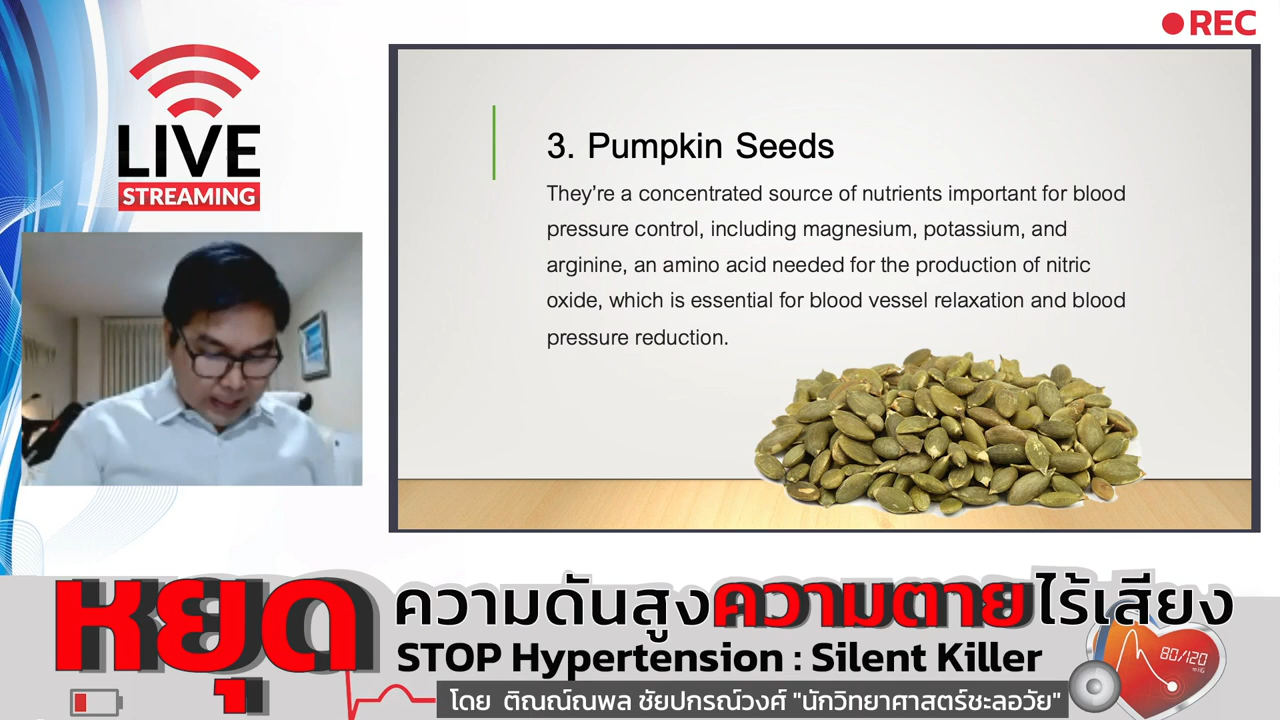 REC
LIVE
STREAMING
3. Pumpkin Seeds
They're a concentrated source of nutrients important for blood
pressure control, including magnesium, potassium, and
arginine, an amino acid needed for the production of nitric
oxide, which is essential for blood vessel relaxation and blood
pressure reduction.
หยุด ความดันสูงความตายไร้เสียง
STOP Hypertension : Silent Killer
80/120
โดย ติณณ์ณพล ชัยปกรณ์วงศ์ "นักวิทยาศาสตร์ชะลอวัย"